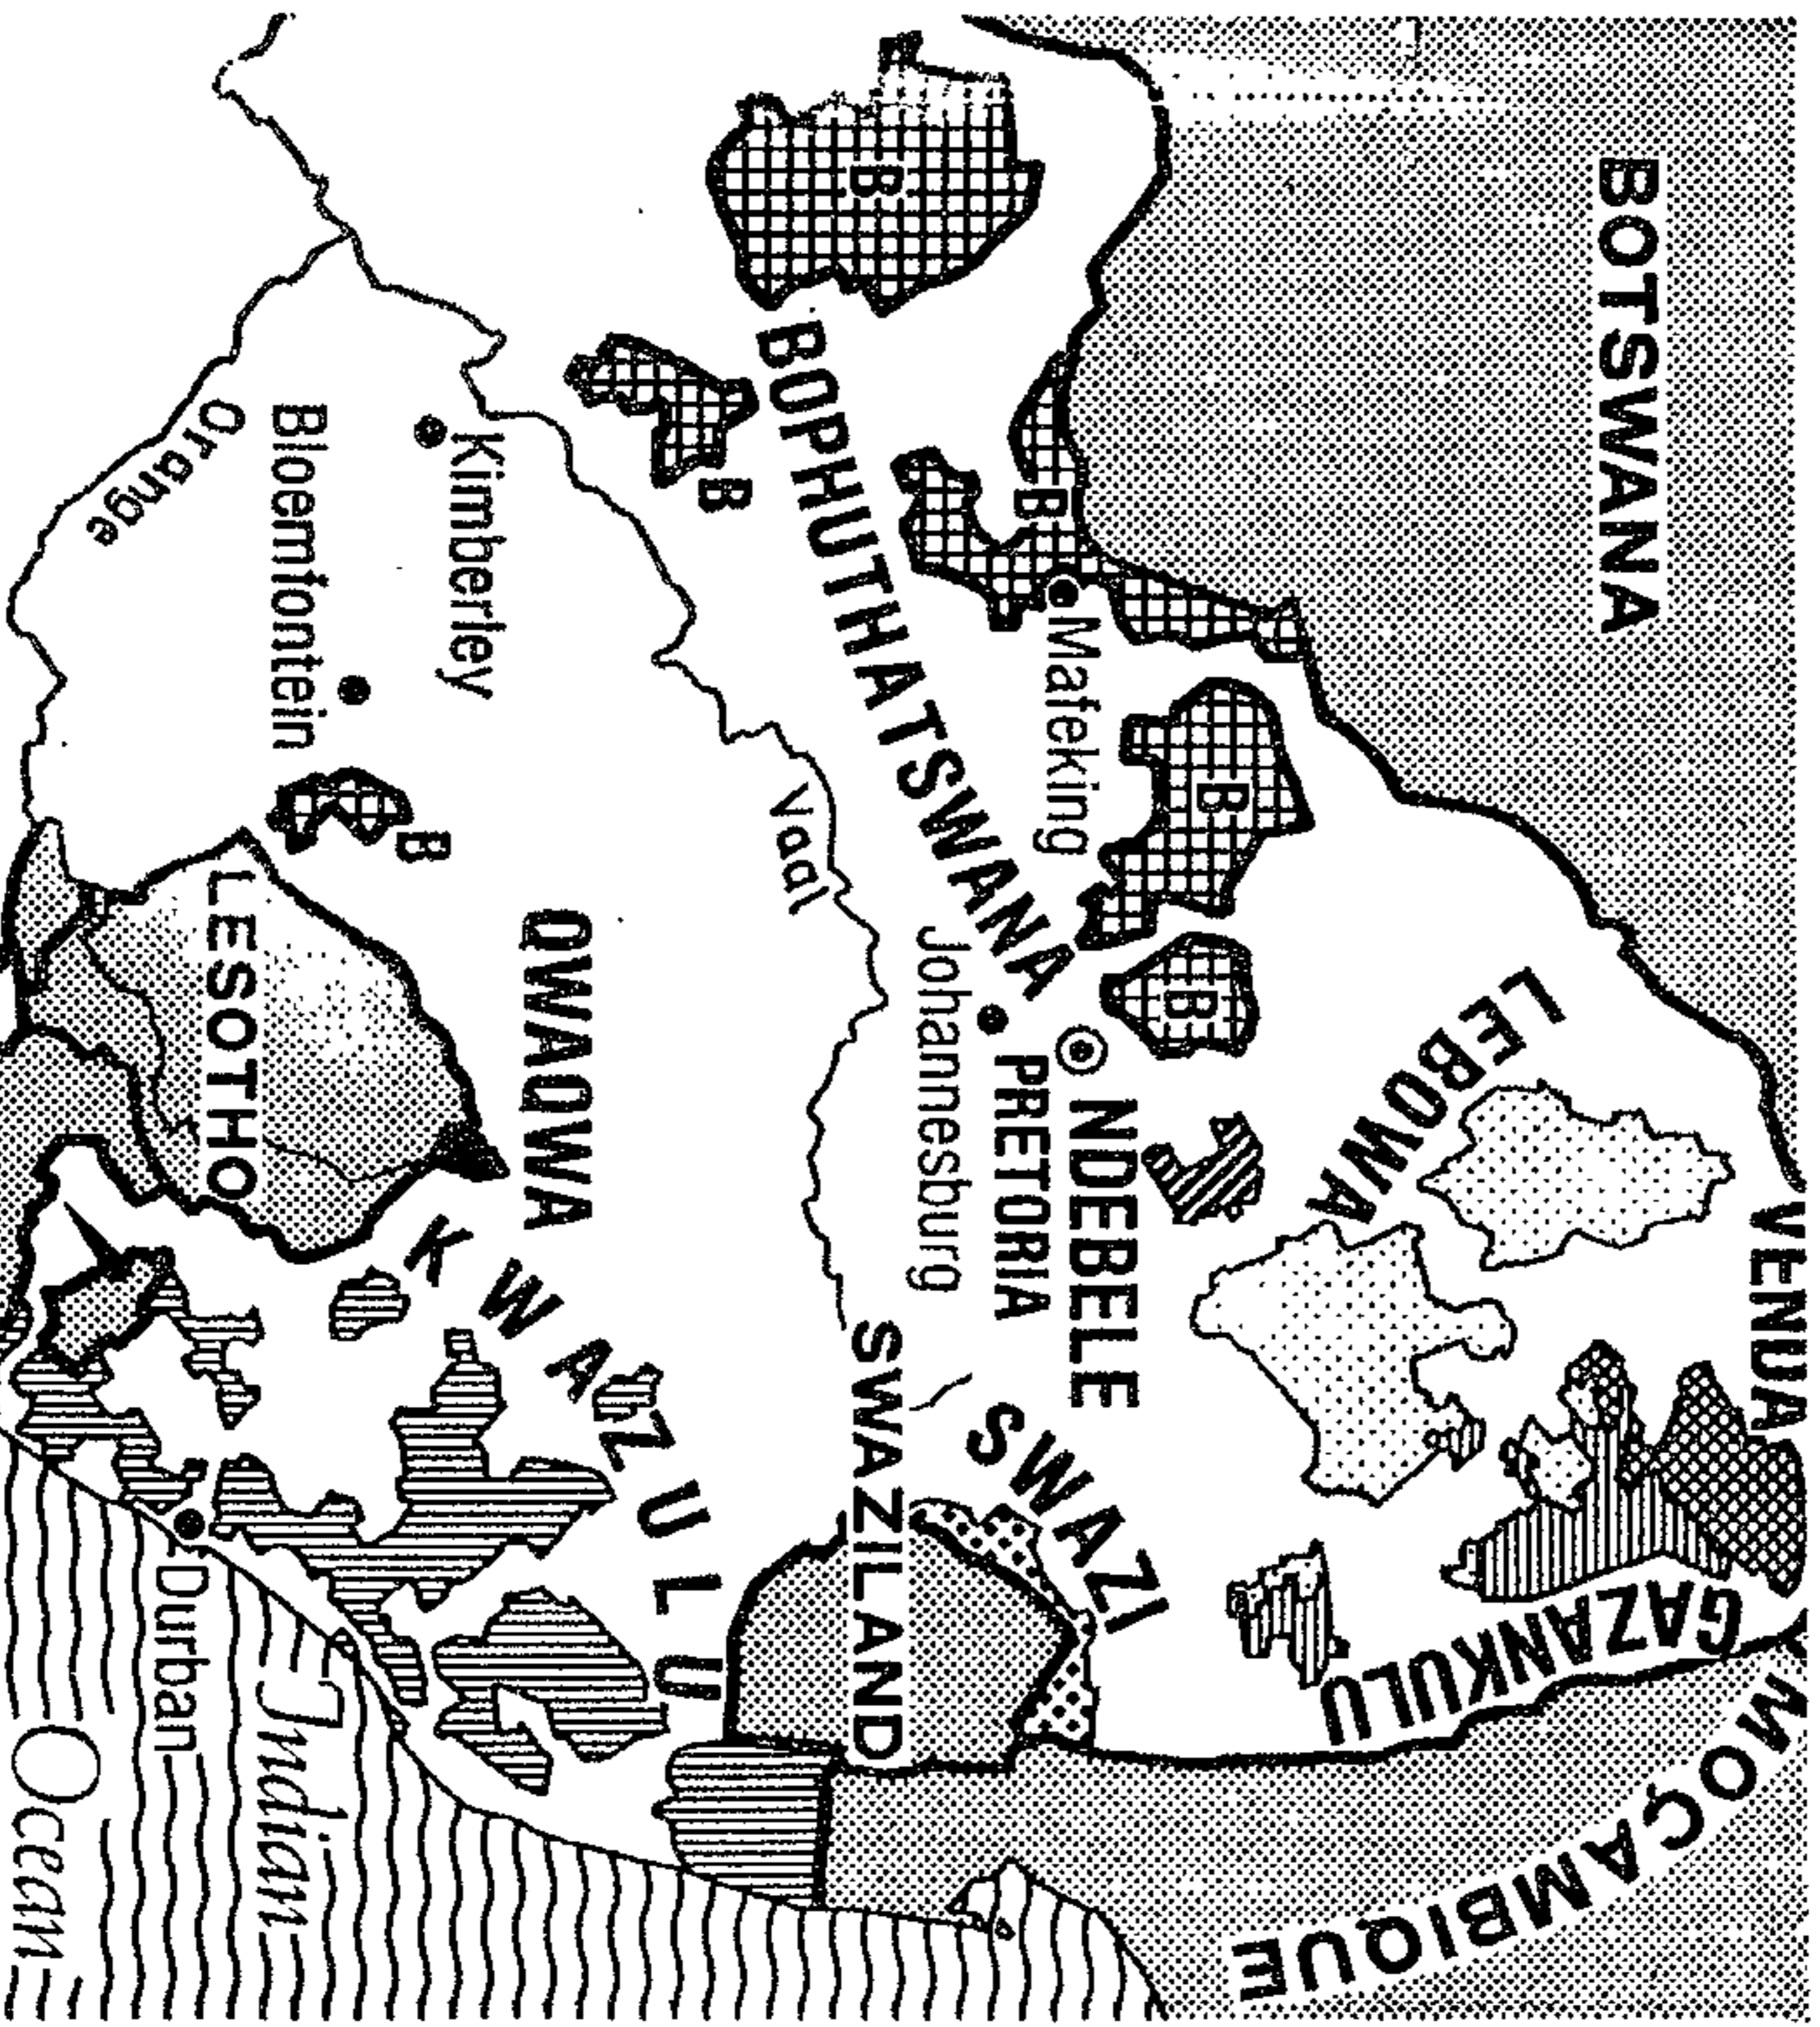 BOTSWANA
VENDA
LEBOWA
GAZANKULU
MOÇAMBIQUE
B
B
B
B
B
B
Mafeking
BOPHUTHATSWANA
NDEBELE
PRETORIA
Johannesburg
SWAZI
SWAZILAND
Vaal
Kimberley
Bloemfontein
QWAQWA
KWAZULU
LESOTHO
Orange
Durban
Indian
Ocean